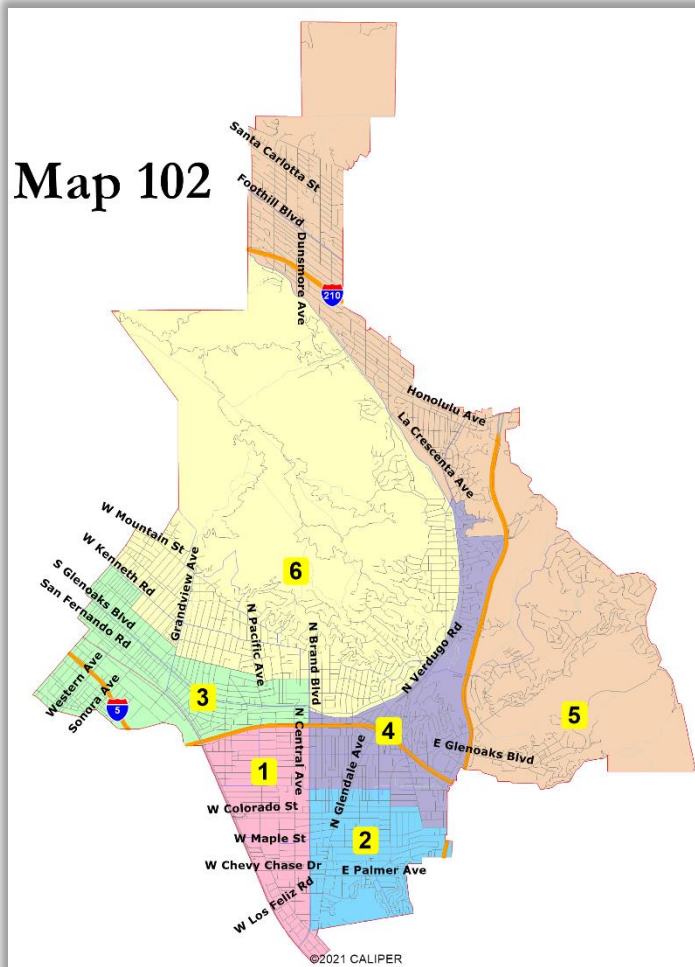 Map 102
Santa Carlotta St
Foothill Blvd
Dunsmore Ave
210
Honolulu Ave
La Crescenta Ave
W Mountain St
W Kenneth Rd
S Glenoaks Blvd
San Fernando Rd
Grandview Ave
6
N Pacific Ave
N Brand Blvd
N Verdugo Rd
Western Ave
Sonora Ave
5
3
5
4
N Central Ave
N Glendale Ave
E Glenoaks Blvd
1
W Colorado St
W Maple St
2
W Chevy Chase Dr
E Palmer Ave
W Los Feliz Rd
©2021 CALIPER